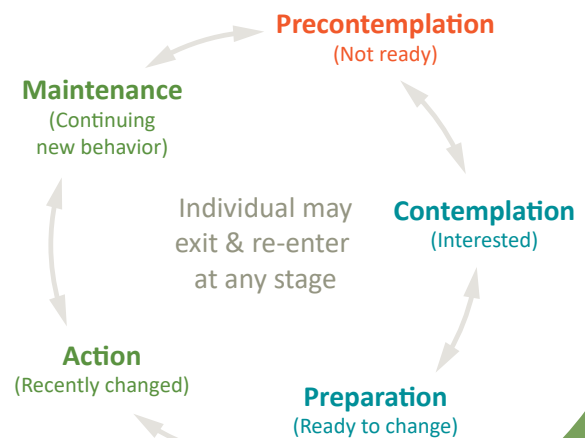 Precontemplation
(Not ready)
Maintenance
(Continuing
new behavior)
Contemplation
(Interested)
Individual may
exit & re-enter
at any stage
Action
(Recently changed)
Preparation
(Ready to change)